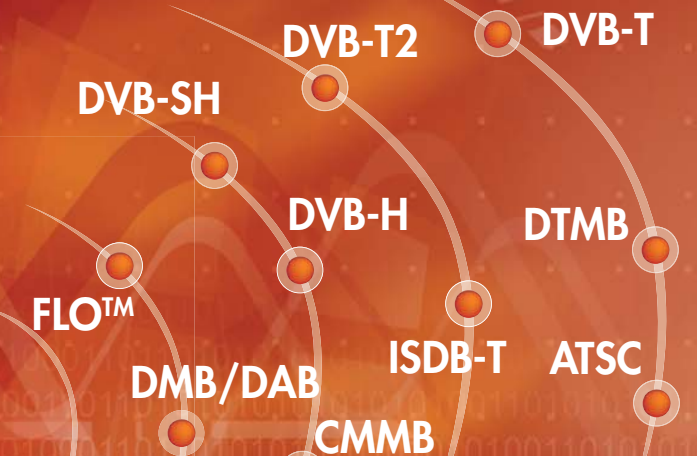 DVB-T
DVB-T2
DVB-SH
DVB-H
DTMB
FLO™
ISDB-T
ATSC
DMB/DAB
CMMB